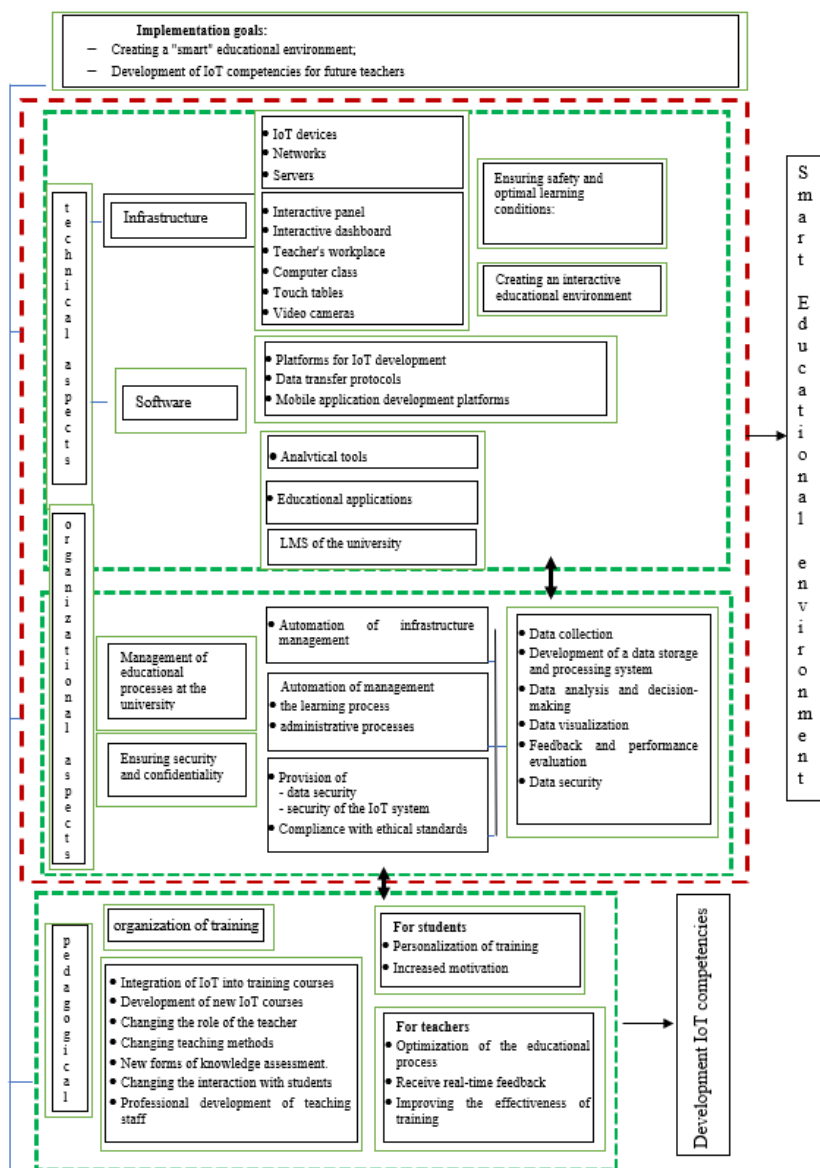 Implementation goals:
– Creating a "smart" educational environment;
– Development of IoT competencies for future teachers
technical aspects
Infrastructure
• IoT devices
• Networks
• Servers
• Interactive panel
• Interactive dashboard
• Teacher's workplace
• Computer class
• Touch tables
• Video cameras
Ensuring safety and
optimal learning
conditions:
Creating an interactive
educational environment
Software
• Platforms for IoT development
• Data transfer protocols
• Mobile application development platforms
• Analytical tools
• Educational applications
LMS of the university
organizational aspects
Management of
educational
processes at the
university
Ensuring security
and confidentiality
• Automation of infrastructure
management
Automation of management
• the learning process
• administrative processes
• Provision of
- data security
- security of the IoT system
• Compliance with ethical standards
• Data collection
• Development of a data storage
and processing system
• Data analysis and decision-
making
• Data visualization
• Feedback and performance
evaluation
• Data security
Smart Educational environment
pedagogical
organization of training
• Integration of IoT into training courses
• Development of new IoT courses
• Changing the role of the teacher
• Changing teaching methods
• New forms of knowledge assessment.
• Changing the interaction with students
• Professional development of teaching
staff
For students
• Personalization of training
• Increased motivation
For teachers
• Optimization of the educational
process
• Receive real-time feedback
• Improving the effectiveness of
training
Development IoT competencies